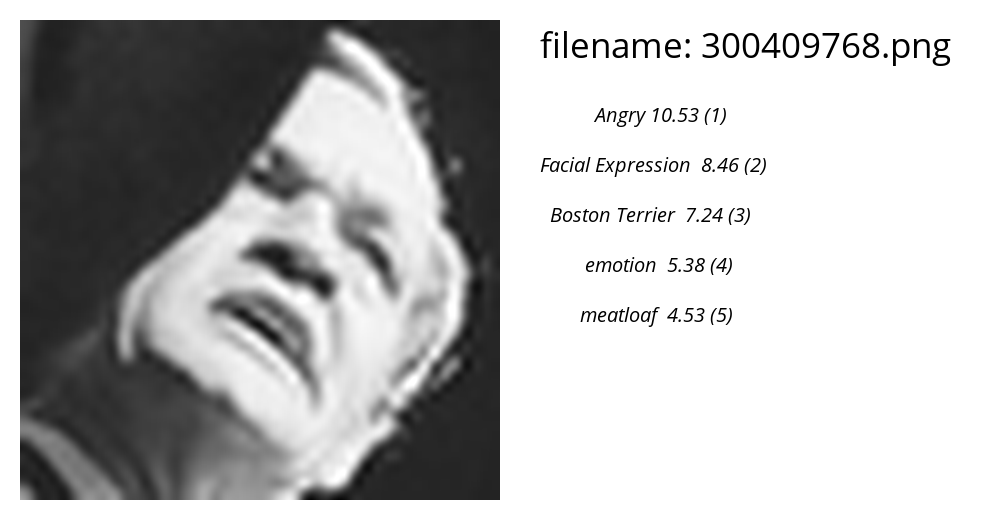 filename: 300409768.png
Angry 10.53 (1)
Facial Expression 8.46 (2)
Boston Terrier 7.24 (3)
emotion 5.38 (4)
meatloaf 4.53 (5)